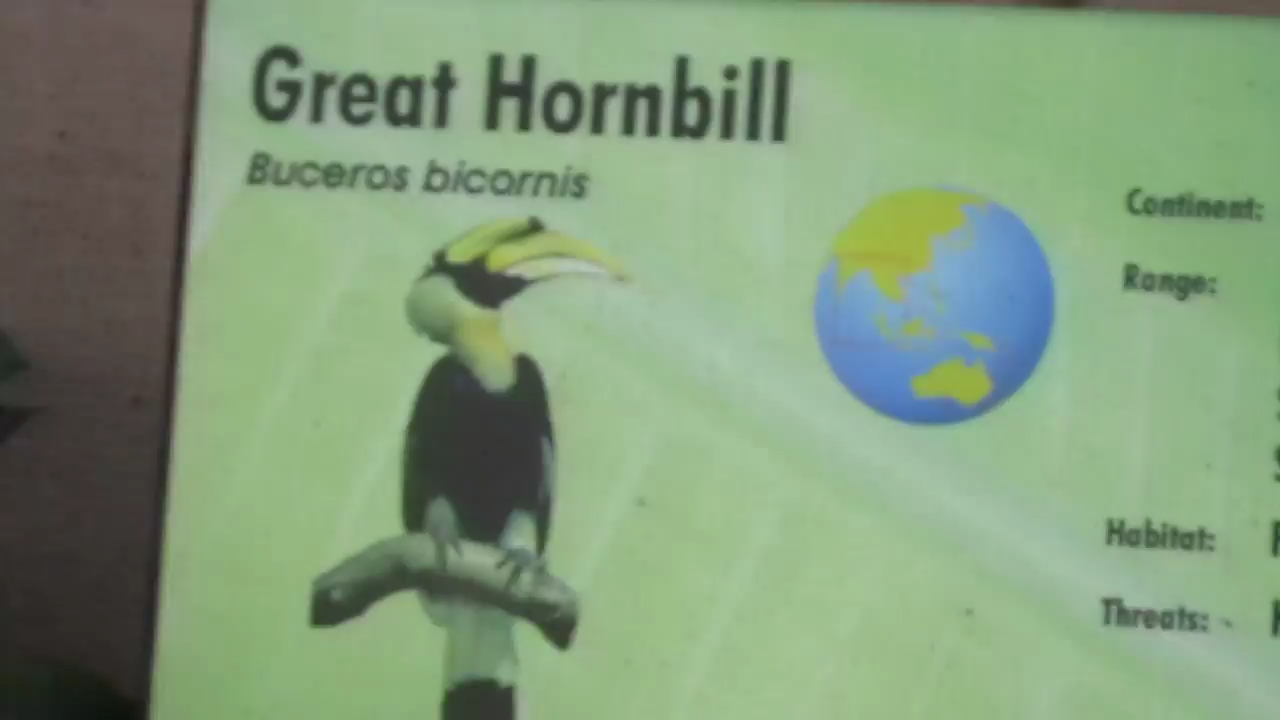 Great Hornbill
Buceros bicornis
Continent:
Range:
Habitat:
Threats: